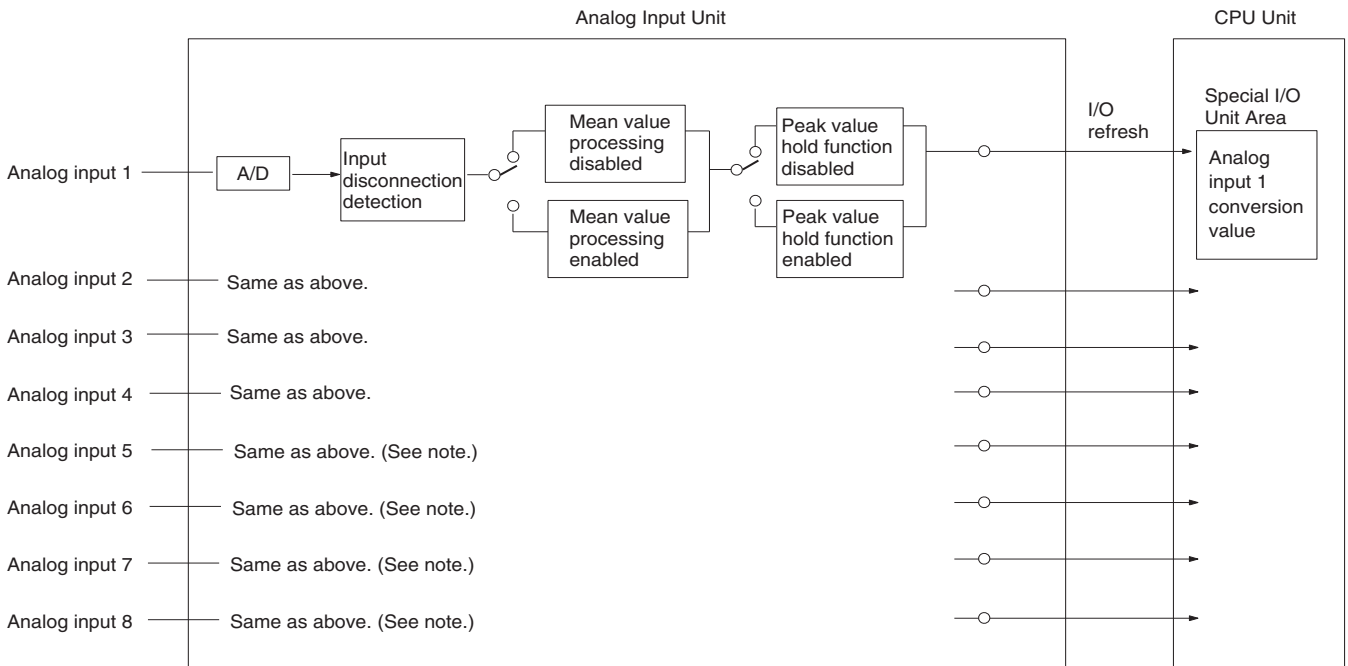 Analog Input Unit
CPU Unit
Analog input 1
A/D
Input
disconnection
detection
Mean value
processing
disabled
Mean value
processing
enabled
Peak value
hold function
disabled
Peak value
hold function
enabled
I/O
refresh
Special I/O
Unit Area
Analog
input 1
conversion
value
Analog input 2
Same as above.
Analog input 3
Same as above.
Analog input 4
Same as above.
Analog input 5
Same as above. (See note.)
Analog input 6
Same as above. (See note.)
Analog input 7
Same as above. (See note.)
Analog input 8
Same as above. (See note.)